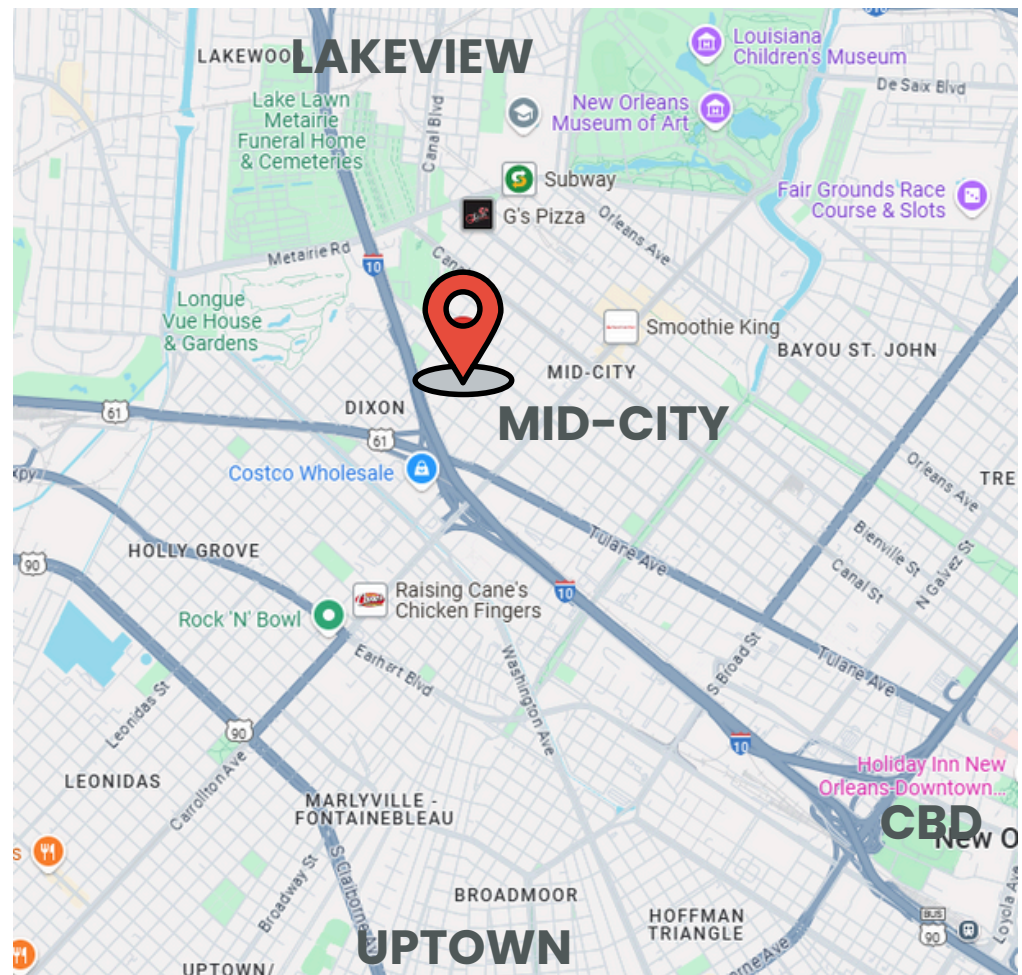 LAKEVIEW
Louisiana
Children's Museum
De Saix Blvd
Lake Lawn
Metairie
Funeral Home
& Cemeteries
Canal Blvd
New Orleans
Museum of Art
Subway
G's Pizza
Orleans Ave
Fair Grounds Race
Course & Slots
Metairie Rd
10
Longue
Vue House
& Gardens
Smoothie King
BAYOU ST. JOHN
MID-CITY
DIXON
MID-CITY
61
61
Costco Wholesale
Orleans Ave
TRE
HOLLY GROVE
90
Tulane Ave
Bienville St
Canal St
N Galvez St
10
Raising Cane's
Chicken Fingers
Rock 'N' Bowl
Earhart Blvd
Washington Ave
S Broad St
Tulane Ave
Leonidas St
90
10
Holiday Inn New
Orleans-Downtown...
LEONIDAS
Carrollton Ave
MARLYVILLE -
FONTAINEBLEAU
CBD
New O
s
Broadway St
S Claiborne Av
BROADMOOR
HOFFMAN
TRIANGLE
BUS
90
Loyola Ave
UPTOWN
UPTOWN/
rne Ave